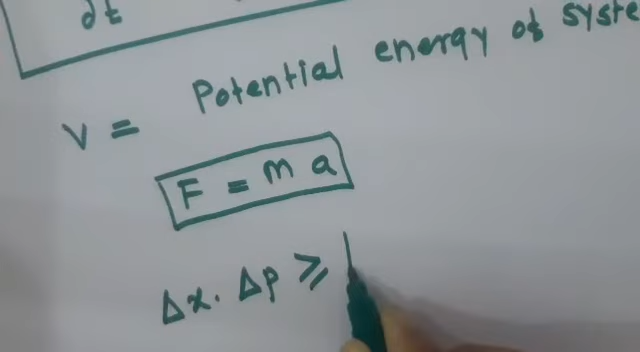 ∂t
V = Potential energy of syste
F = m a
Δx. Δp ≥